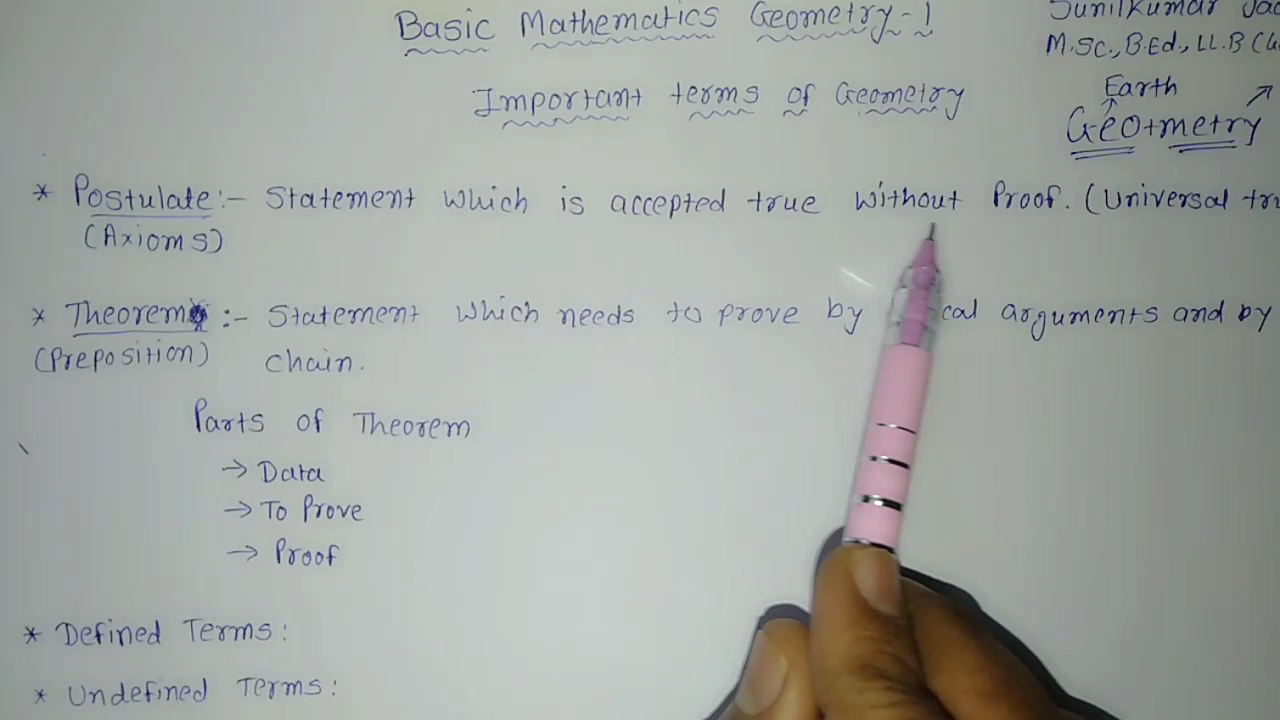 Basic Mathematics Geometry-1
Sunilkumar
M.Sc., B.Ed., LL.B
Important terms of Geometry
Earth
Geo+metry
* Postulate:- Statement which is accepted true without Proof. (Universal
(Axioms)
* Theorem :- Statement which needs to prove by arguments and by
(Preposition) chain.
Parts of Theorem
→ Data
→ To Prove
→ Proof
* Defined Terms:
* Undefined Terms: